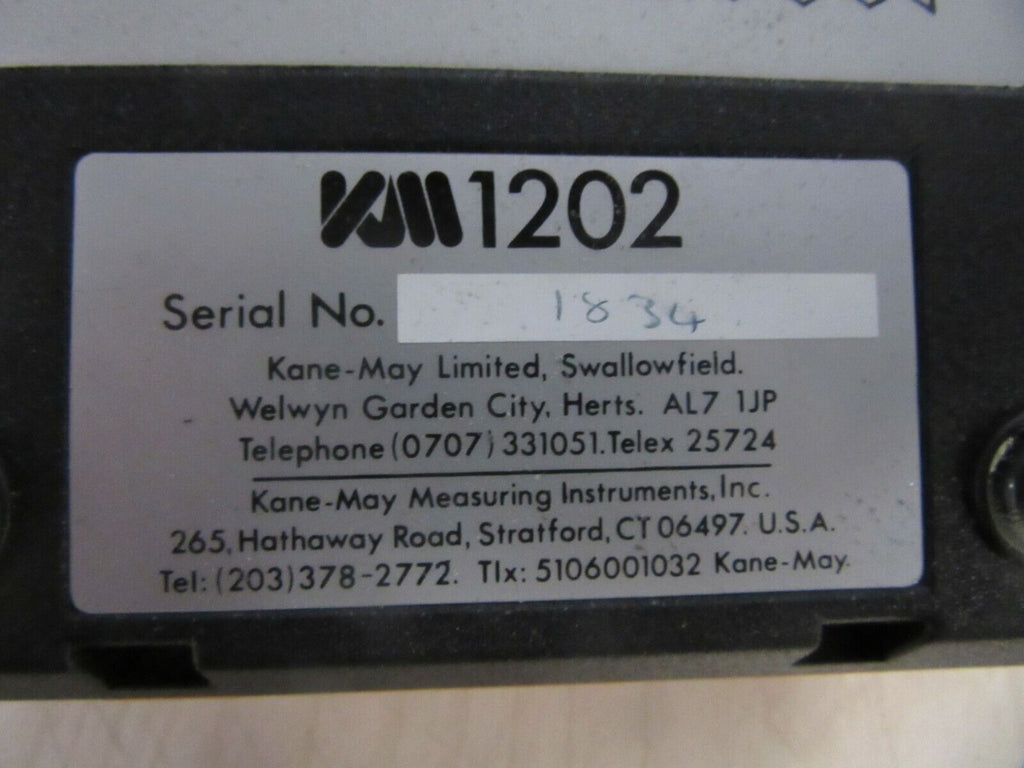 KM1202
Serial No. 1834
Kane-May Limited, Swallowfield.
Welwyn Garden City, Herts. AL7 1JP
Telephone (0707) 331051. Telex 25724
Kane-May Measuring Instruments, Inc.
265, Hathaway Road, Stratford, CT 06497. U.S.A.
Tel: (203) 378-2772. Tlx: 5106001032 Kane-May.